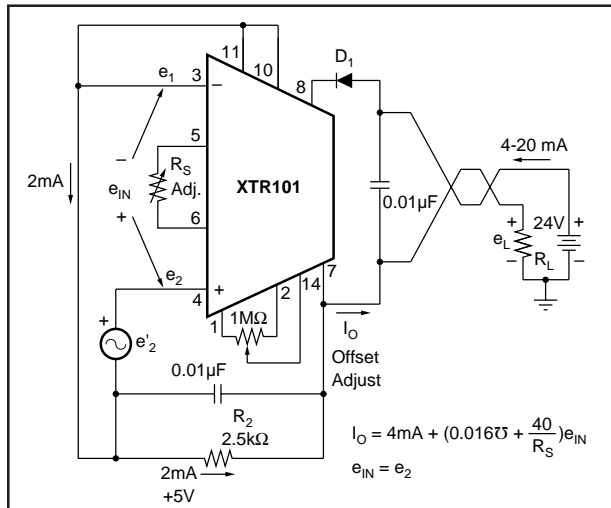 11
10
D1
e1
3
−
8
5
RS
Adj.
6
XTR101
−
eIN
+
2mA
0.01µF
4-20 mA
+
eL
−
RL
24V
+
−
e2
4
+
7
14
2
1
1MΩ
+
e'2
IO
Offset
Adjust
0.01µF
R2
2.5kΩ
2mA
+5V
IO = 4mA + (0.016℧ + 40/RS)eIN
eIN = e2